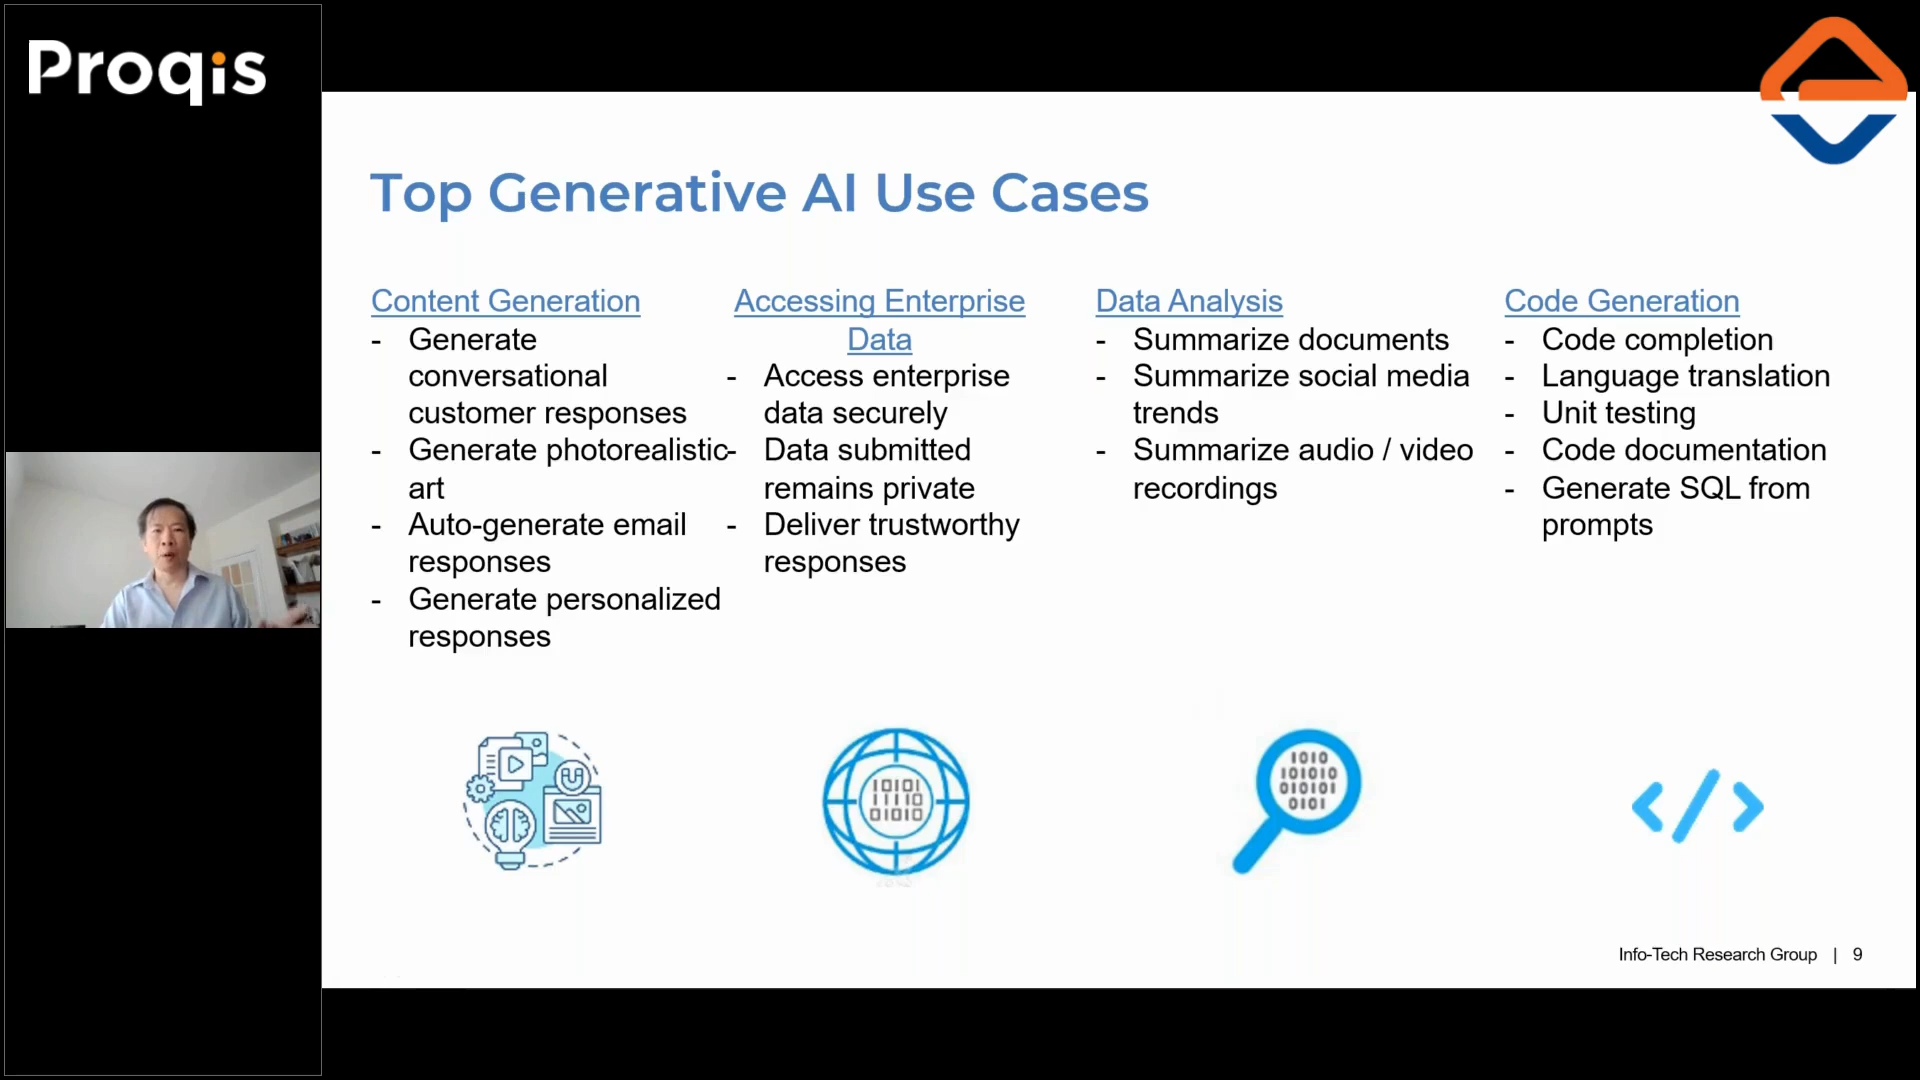 Proqis
Top Generative AI Use Cases
Content Generation
- Generate
conversational
customer responses
- Generate photorealistic
art
- Auto-generate email
responses
- Generate personalized
responses
Accessing Enterprise
Data
- Access enterprise
data securely
- Data submitted
remains private
- Deliver trustworthy
responses
Data Analysis
- Summarize documents
- Summarize social media
trends
- Summarize audio / video
recordings
Code Generation
- Code completion
- Language translation
- Unit testing
- Code documentation
- Generate SQL from
prompts
10101
11110
01010
1010
101010
010101
0101
</>
Info-Tech Research Group | 9